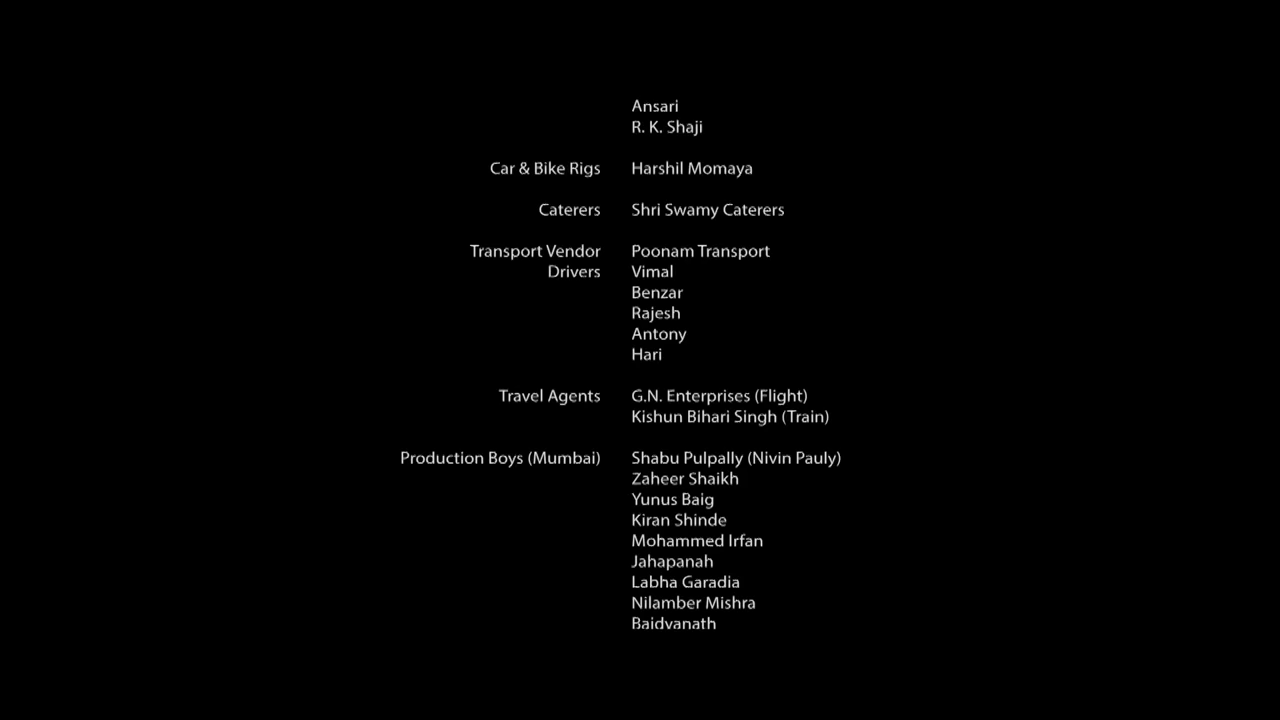 Ansari
R. K. Shaji
Car & Bike Rigs Harshil Momaya
Caterers Shri Swamy Caterers
Transport Vendor Poonam Transport
Drivers Vimal
Benzar
Rajesh
Antony
Hari
Travel Agents G.N. Enterprises (Flight)
Kishun Bihari Singh (Train)
Production Boys (Mumbai) Shabu Pulpally (Nivin Pauly)
Zaheer Shaikh
Yunus Baig
Kiran Shinde
Mohammed Irfan
Jahapanah
Labha Garadia
Nilamber Mishra
Baidyanath